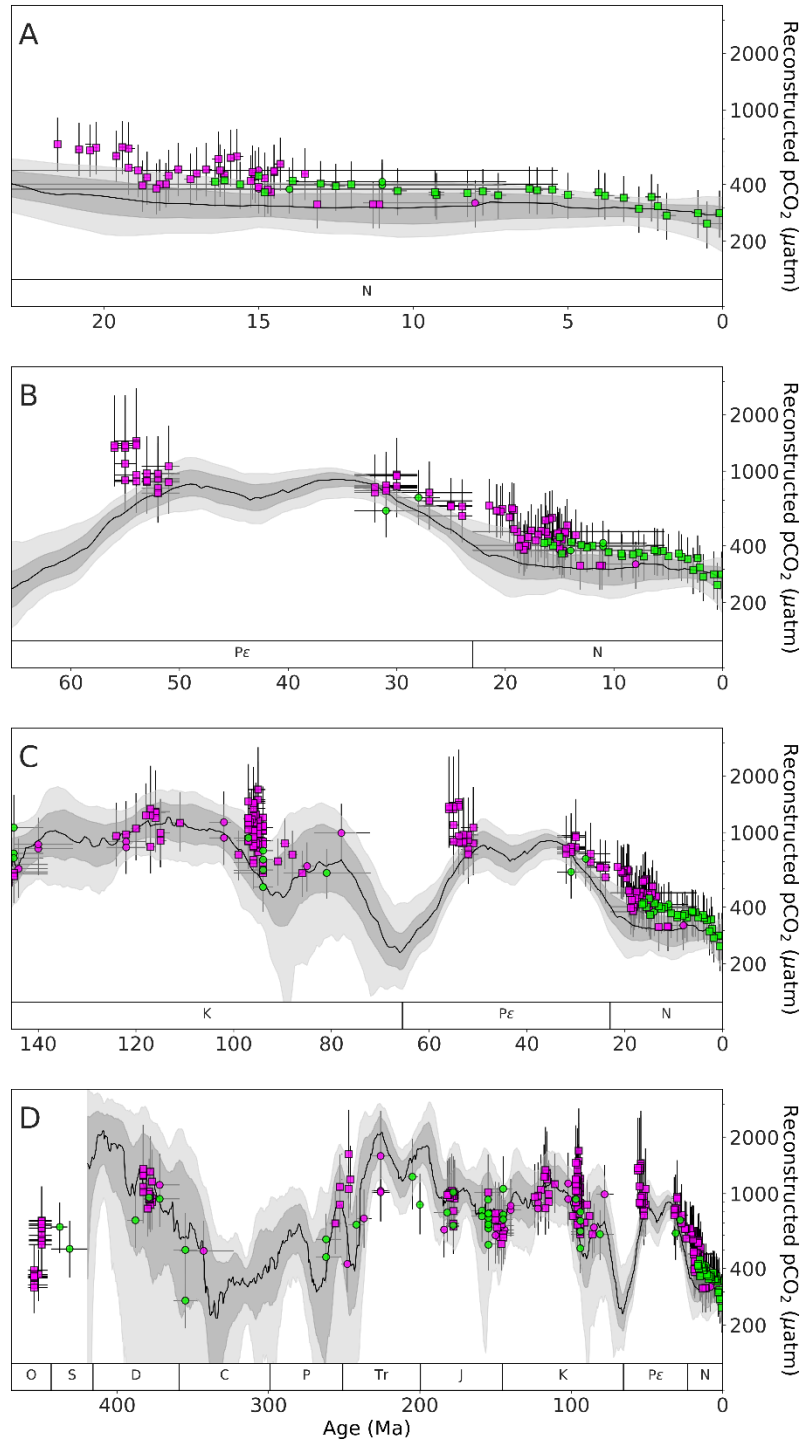 A
Reconstructed pCO2 (μatm)
2000
1000
400
200
N
20 15 10 5 0
B
Reconstructed pCO2 (μatm)
2000
1000
400
200
Pε N
60 50 40 30 20 10 0
C
Reconstructed pCO2 (μatm)
2000
1000
400
200
K Pε N
140 120 100 80 60 40 20 0
D
Reconstructed pCO2 (μatm)
2000
1000
400
200
O S D C P Tr J K Pε N
400 300 200 100 0
Age (Ma)